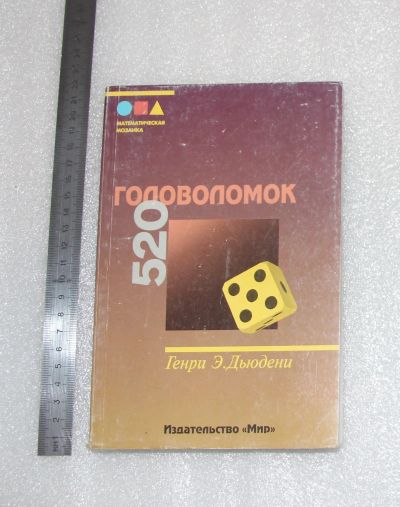 МАТЕМАТИЧЕСКАЯ
МОЗАИКА
ГОЛОВОЛОМОК
520
Генри Э.Дьюдени
Издательство «Мир»